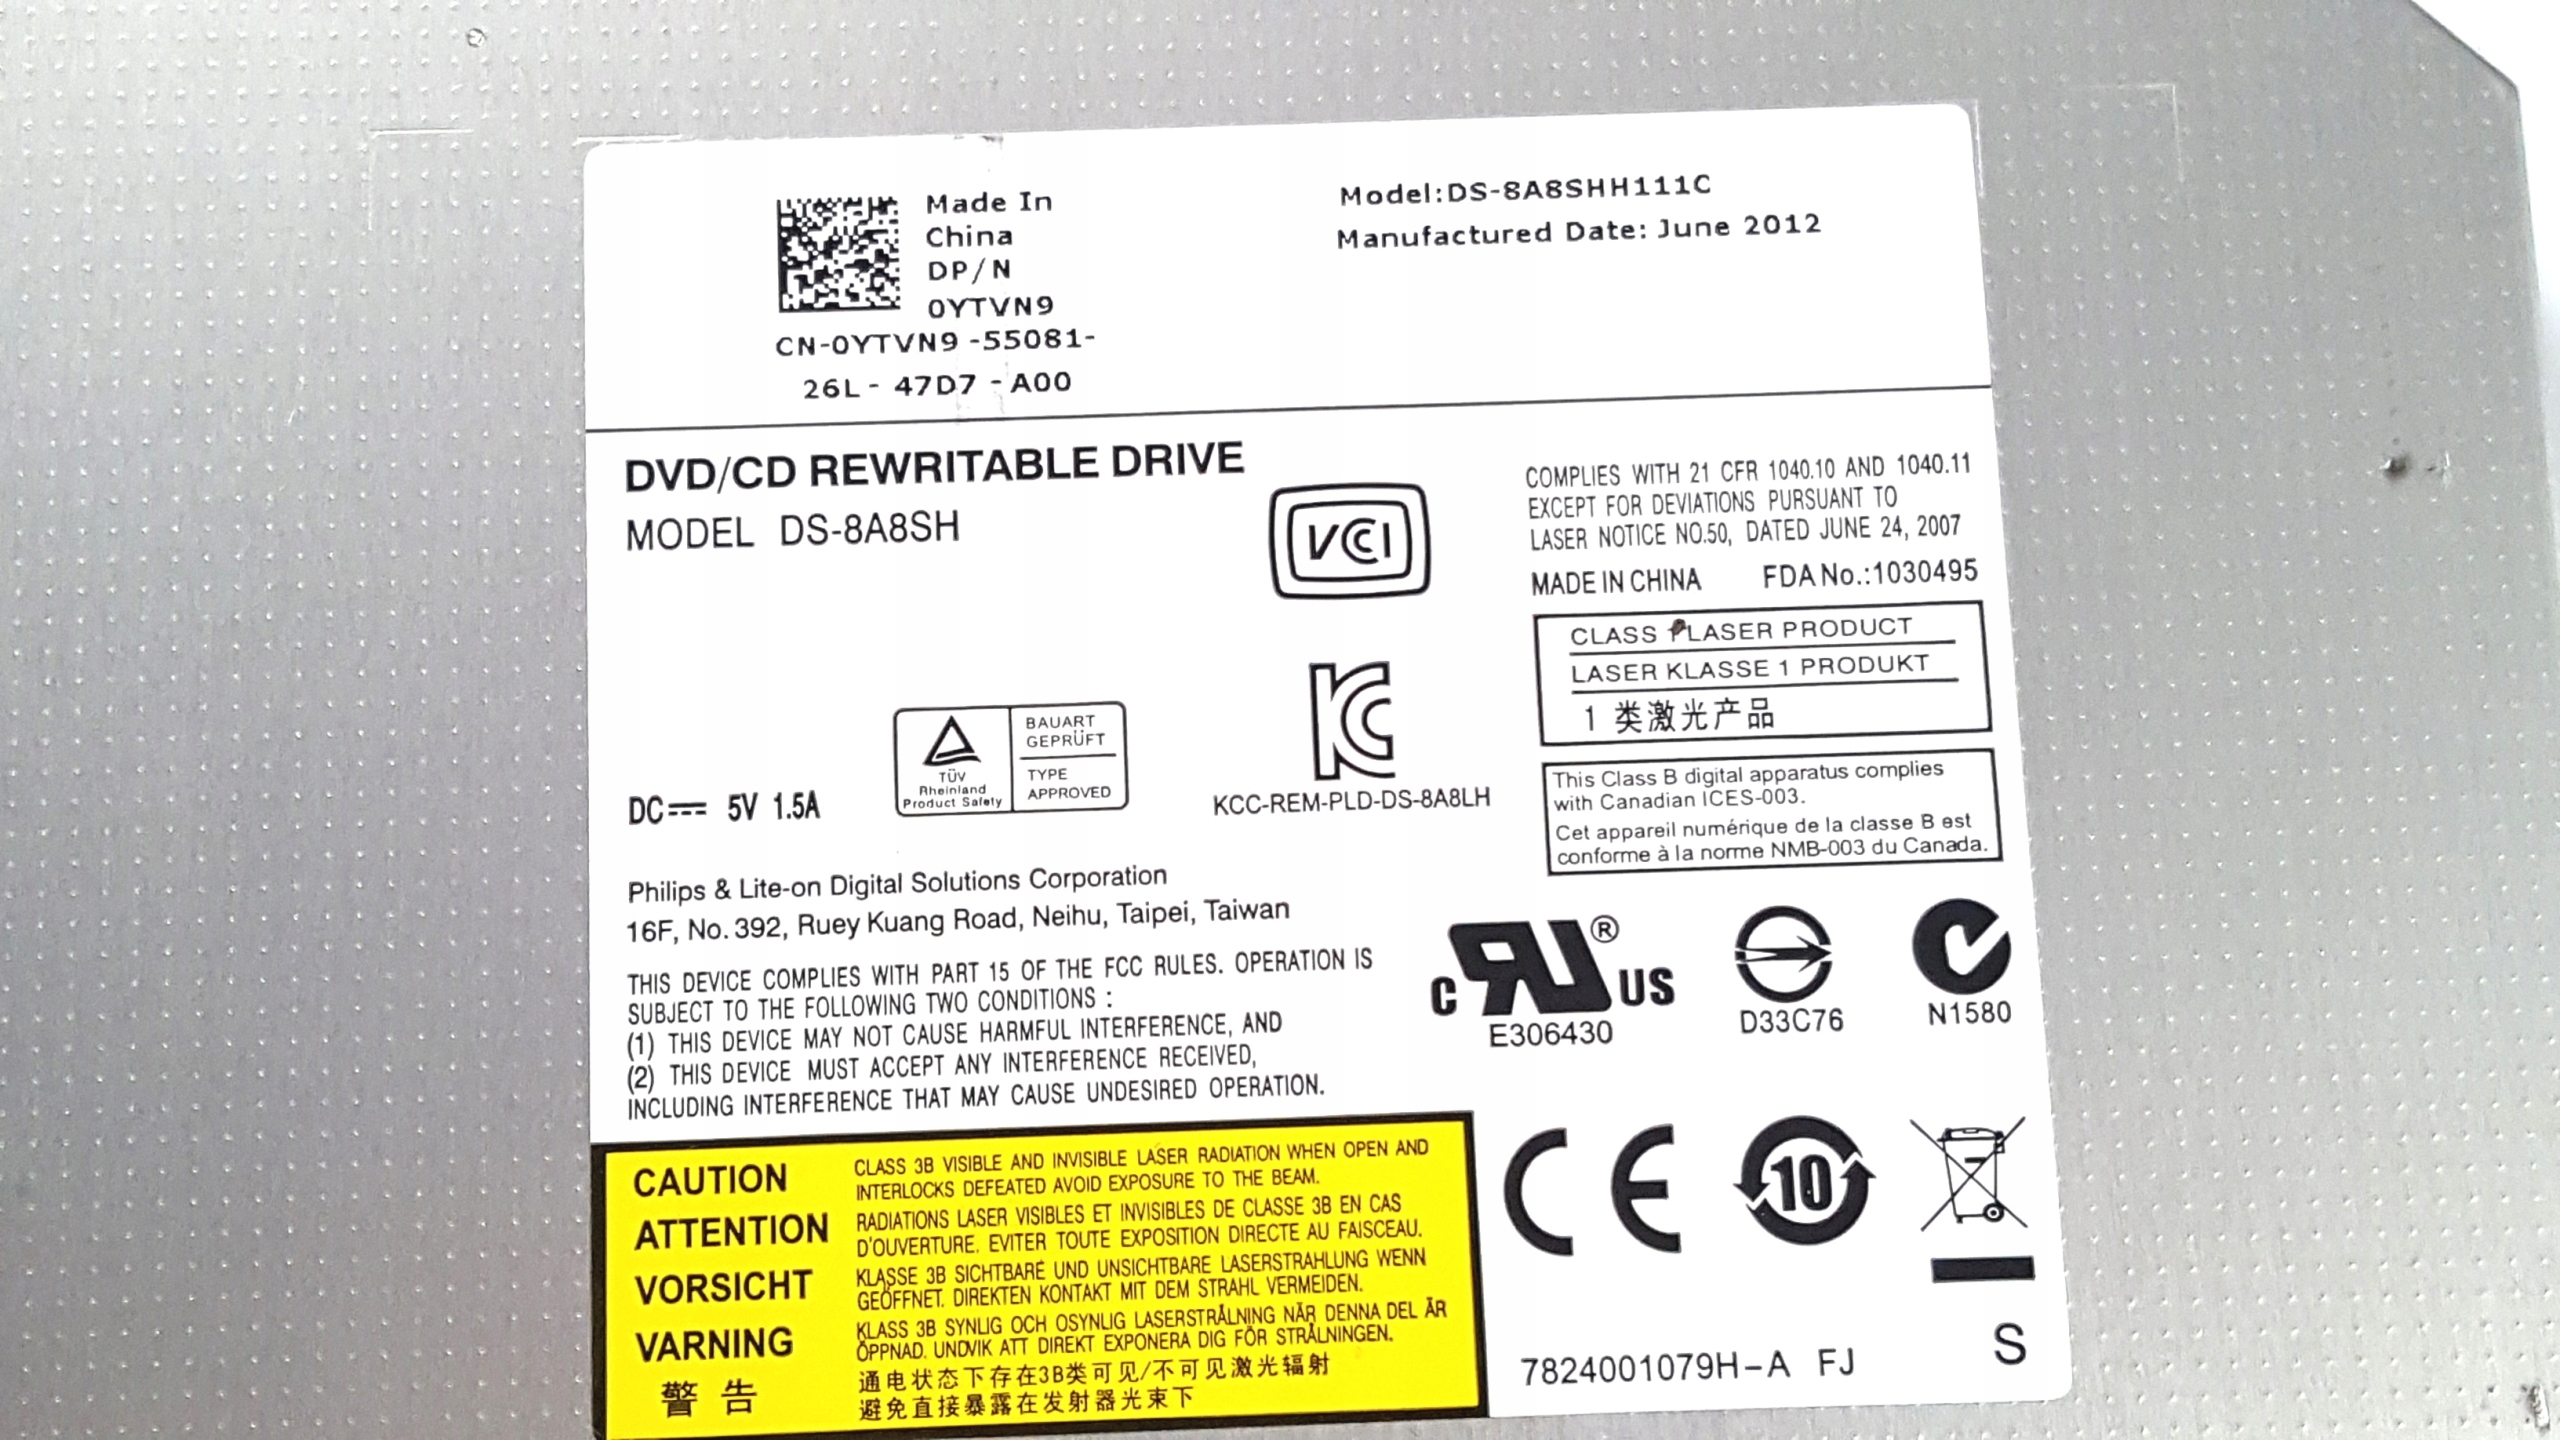 Made In
China
DP/N
0YTVN9
CN-0YTVN9 -55081-
26L - 47D7 - A00
Model:DS-8A8SHH111C
Manufactured Date: June 2012
DVD/CD REWRITABLE DRIVE
MODEL DS-8A8SH
VCCI
COMPLIES WITH 21 CFR 1040.10 AND 1040.11
EXCEPT FOR DEVIATIONS PURSUANT TO
LASER NOTICE NO.50, DATED JUNE 24, 2007
MADE IN CHINA FDA No.:1030495
CLASS 1 LASER PRODUCT
LASER KLASSE 1 PRODUKT
1 类激光产品
DC 5V 1.5A
TÜV
Rheinland
Product Safety
BAUART
GEPRÜFT
TYPE
APPROVED
KC
KCC-REM-PLD-DS-8A8LH
This Class B digital apparatus complies
with Canadian ICES-003.
Cet appareil numérique de la classe B est
conforme à la norme NMB-003 du Canada.
Philips & Lite-on Digital Solutions Corporation
16F, No. 392, Ruey Kuang Road, Neihu, Taipei, Taiwan
THIS DEVICE COMPLIES WITH PART 15 OF THE FCC RULES. OPERATION IS
SUBJECT TO THE FOLLOWING TWO CONDITIONS :
(1) THIS DEVICE MAY NOT CAUSE HARMFUL INTERFERENCE, AND
(2) THIS DEVICE MUST ACCEPT ANY INTERFERENCE RECEIVED,
INCLUDING INTERFERENCE THAT MAY CAUSE UNDESIRED OPERATION.
c RU ® US
E306430
D33C76
N1580
CAUTION
CLASS 3B VISIBLE AND INVISIBLE LASER RADIATION WHEN OPEN AND
INTERLOCKS DEFEATED AVOID EXPOSURE TO THE BEAM.
ATTENTION
RADIATIONS LASER VISIBLES ET INVISIBLES DE CLASSE 3B EN CAS
D'OUVERTURE. EVITER TOUTE EXPOSITION DIRECTE AU FAISCEAU.
VORSICHT
KLASSE 3B SICHTBARE UND UNSICHTBARE LASERSTRAHLUNG WENN
GEÖFFNET. DIREKTEN KONTAKT MIT DEM STRAHL VERMEIDEN.
VARNING
KLASS 3B SYNLIG OCH OSYNLIG LASERSTRÅLNING NÄR DENNA DEL ÄR
ÖPPNAD. UNDVIK ATT DIREKT EXPONERA DIG FÖR STRÅLNINGEN.
警告
通电状态下存在3B类可见/不可见激光辐射
避免直接暴露在发射器光束下
CE
10
7824001079H-A FJ
S